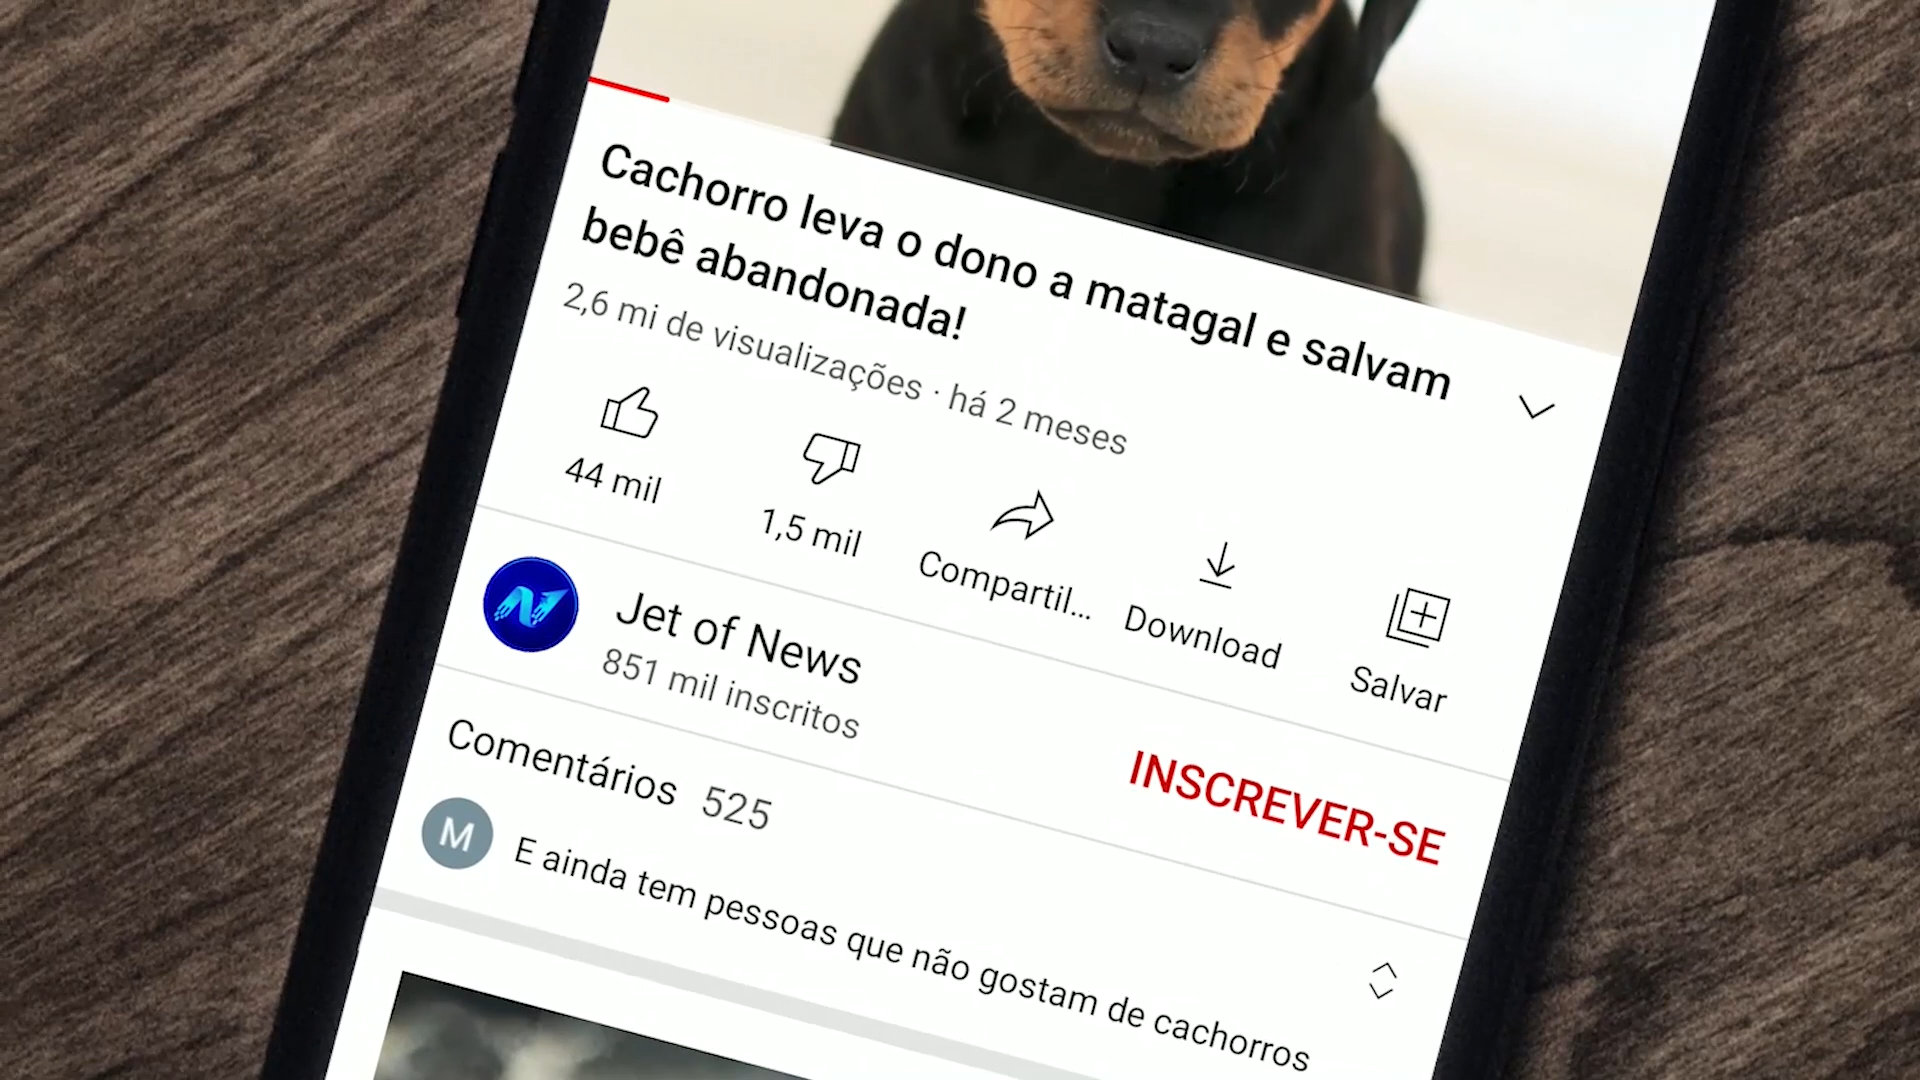 Cachorro leva o dono a matagal e salvam
bebê abandonada!
2,6 mi de visualizações · há 2 meses
44 mil
1,5 mil
Compartil...
Download
Salvar
Jet of News
851 mil inscritos
INSCREVER-SE
Comentários 525
M
E ainda tem pessoas que não gostam de cachorros